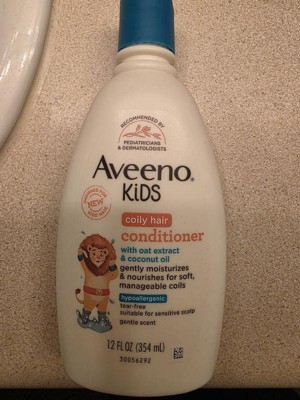 RECOMMENDED BY
PEDIATRICIANS
& DERMATOLOGISTS
Aveeno®
KiDS
NEW
coily hair
conditioner
with oat extract
& coconut oil
gently moisturizes
& nourishes for soft,
manageable coils
hypoallergenic
tear-free
suitable for sensitive scalp
gentle scent
12 FL OZ (354 mL)
30056292